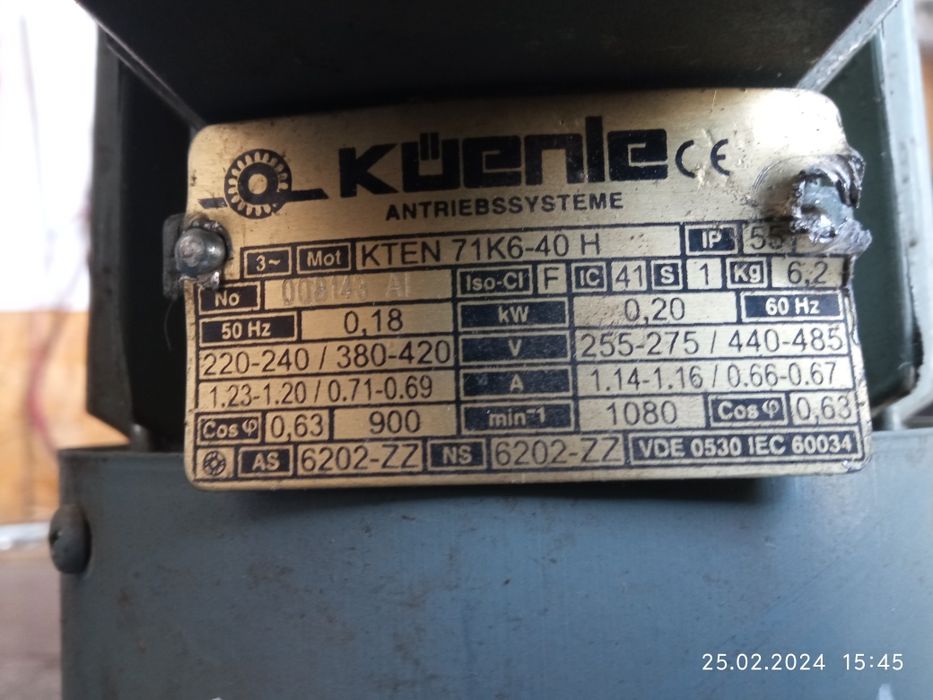 KÜenle CE
ANTRIEBSSYSTEME
3~ Mot KTEN 71K6-40 H IP 55
No Iso-Cl F IC 41 S 1 Kg 6,2
50 Hz 0,18 kW 0,20 60 Hz
220-240 / 380-420 V 255-275 / 440-485
1.23-1.20 / 0.71-0.69 A 1.14-1.16 / 0.66-0.67
Cos φ 0,63 900 min⁻¹ 1080 Cos φ 0,63
AS 6202-ZZ NS 6202-ZZ VDE 0530 IEC 60034
25.02.2024 15:45